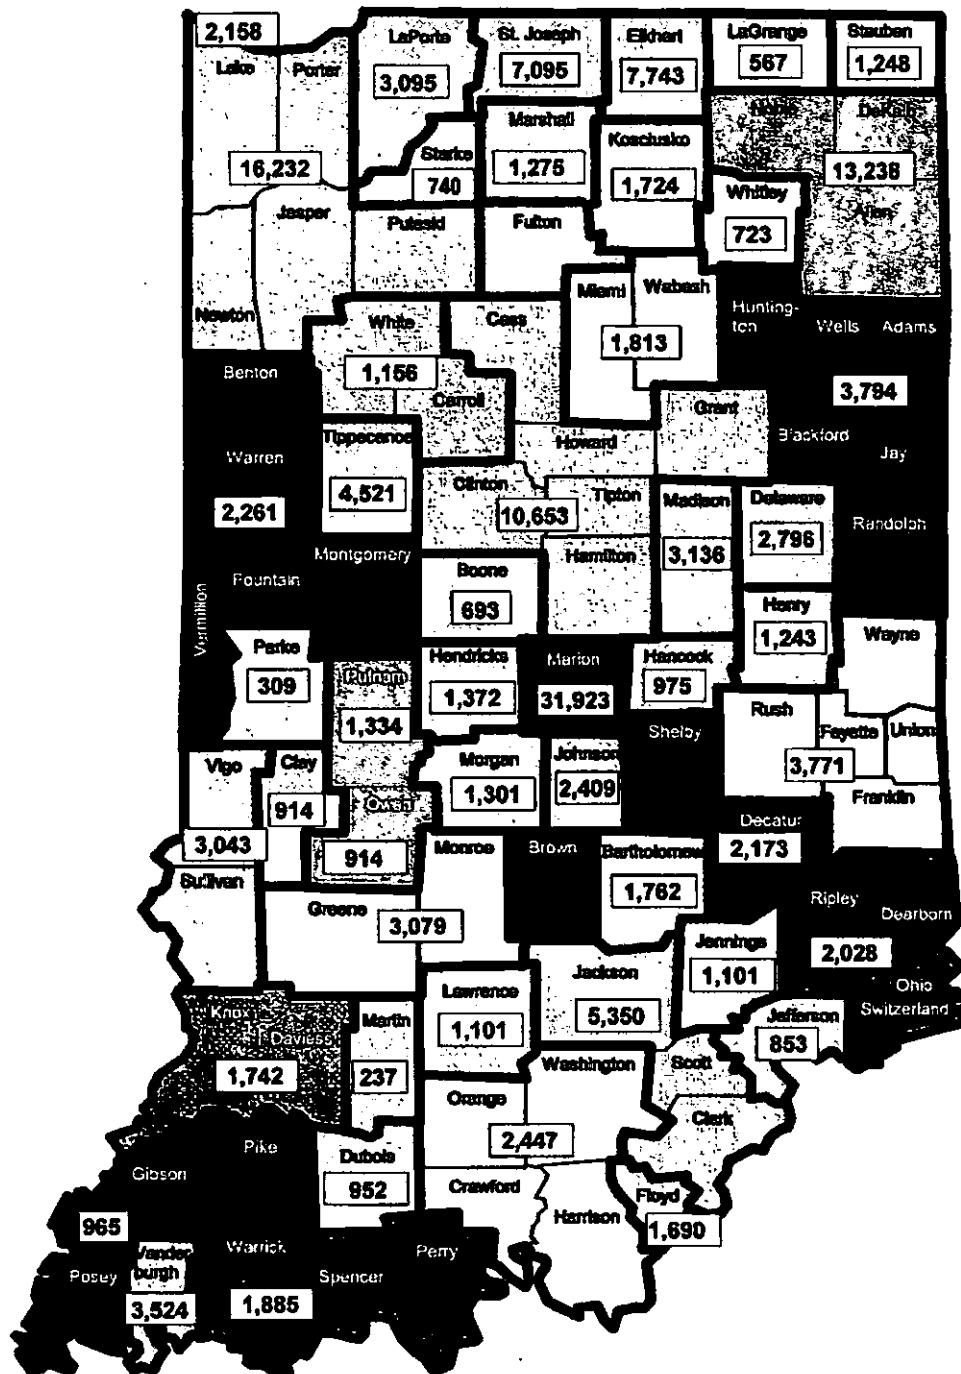 2,158
LaPorte
St. Joseph
Elkhart
LaGrange
Steuben
Lake
Porter
3,095
7,095
7,743
567
1,248
Noble
DeKalb
Marshall
Kosciusko
Starke
16,232
740
1,275
1,724
Whitley
13,238
Allen
Jasper
Pulaski
Fulton
723
Newton
White
Cass
Miami
Wabash
Hunting-
ton
Wells
Adams
1,813
Benton
1,156
Carroll
Grant
3,794
Tippecanoe
Howard
Blackford
Jay
Warren
Clinton
Tipton
Madison
Delaware
4,521
2,261
10,653
Randolph
Montgomery
Hamilton
3,136
2,796
Boone
Fountain
693
Henry
Vermillion
1,243
Wayne
Parke
Putnam
Hendricks
Marion
Hancock
309
1,372
31,923
975
Rush
1,334
Shelby
Fayette
Union
Vigo
Clay
Morgan
Johnson
3,771
914
Owen
1,301
2,409
Franklin
3,043
914
Monroe
Brown
Bartholomew
Decatur
2,173
Sullivan
1,762
Ripley
Greene
Dearborn
3,079
Jennings
2,028
Lawrence
Jackson
1,101
Ohio
Knox
Daviess
Martin
1,101
5,350
Jefferson
Switzerland
853
1,742
237
Washington
Scott
Orange
Clark
Pike
2,447
Gibson
Dubois
952
Crawford
Floyd
Harrison
965
1,690
Vander
burgh
Warrick
Perry
Posey
Spencer
3,524
1,885